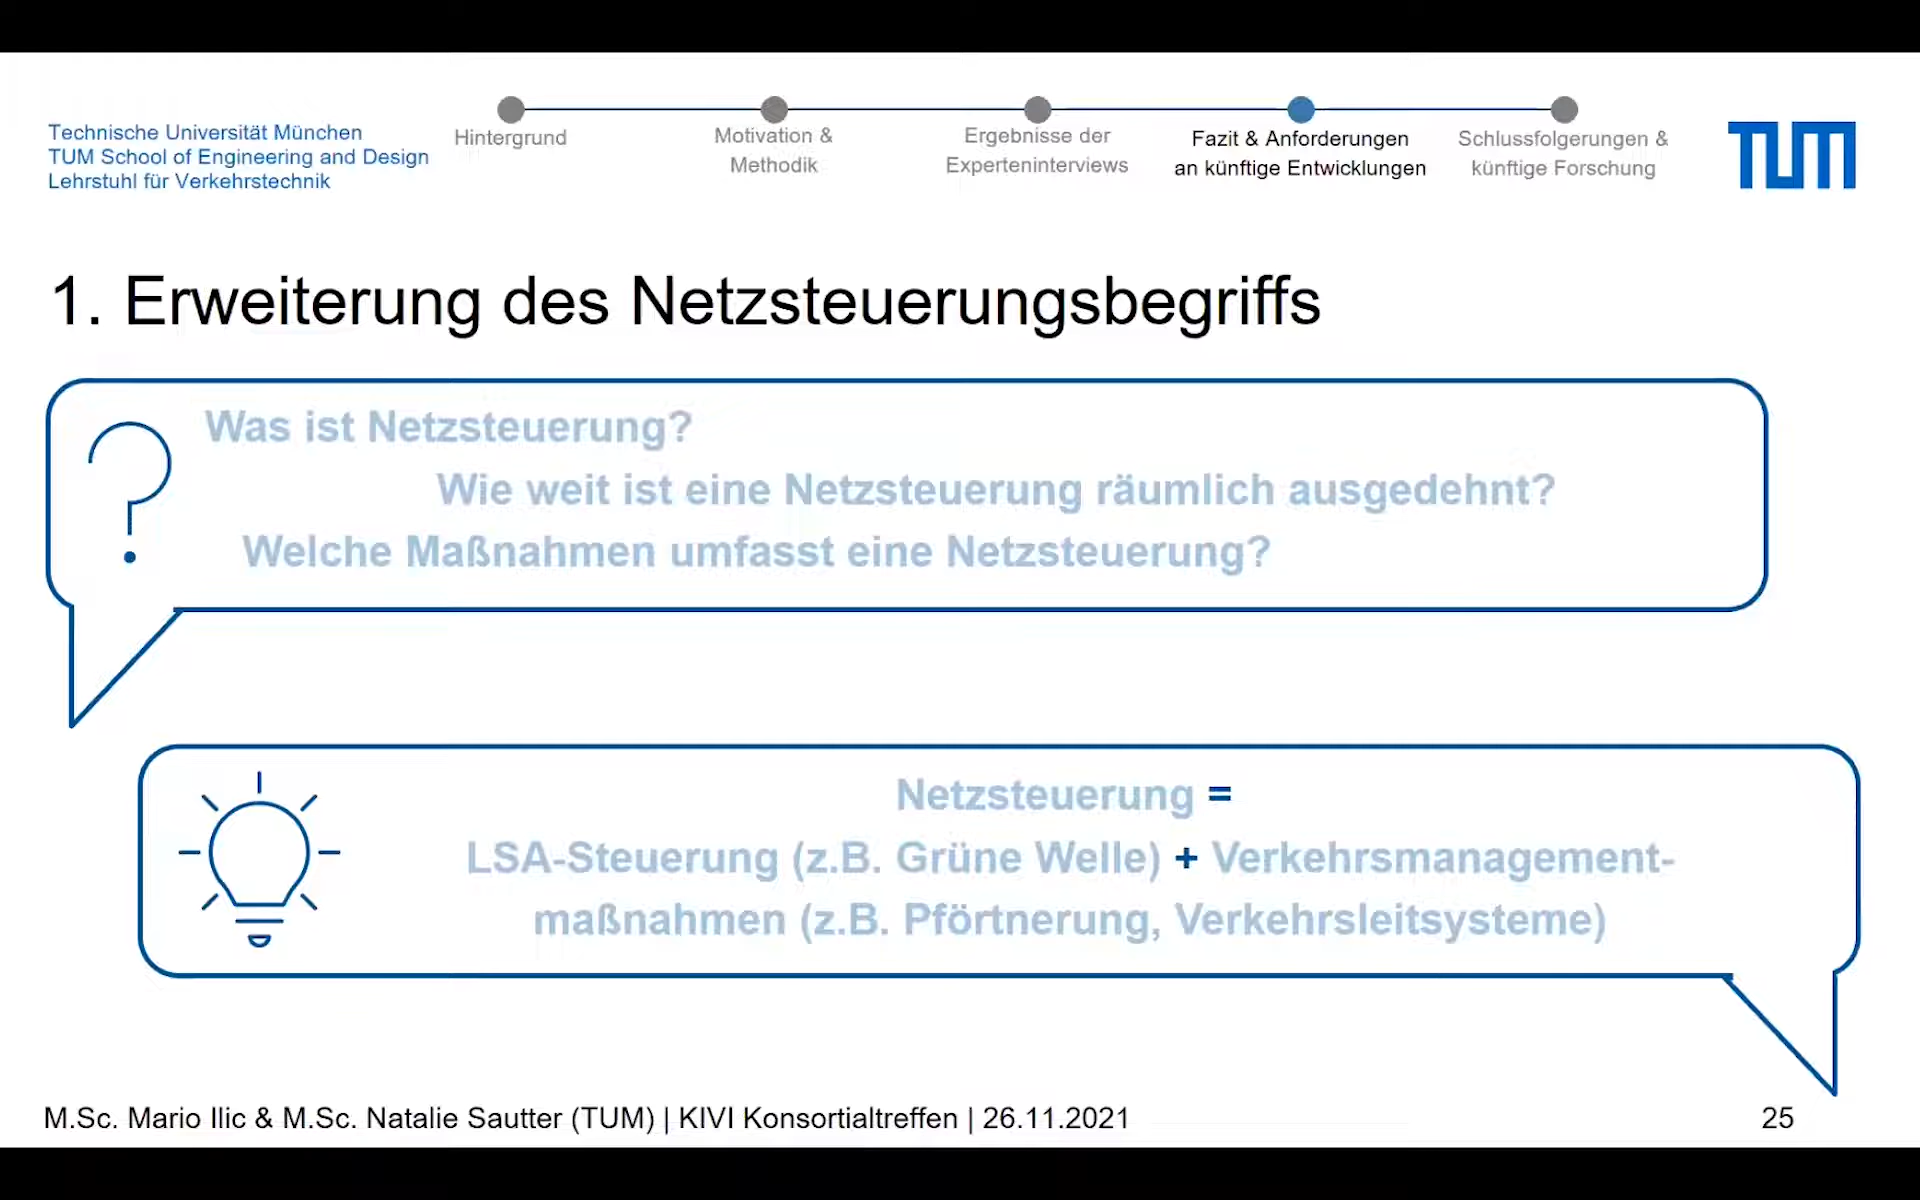 Technische Universität München
TUM School of Engineering and Design
Lehrstuhl für Verkehrstechnik
Hintergrund
Motivation &
Methodik
Ergebnisse der
Experteninterviews
Fazit & Anforderungen
an künftige Entwicklungen
Schlussfolgerungen &
künftige Forschung
TUM
1. Erweiterung des Netzsteuerungsbegriffs
Was ist Netzsteuerung?
Wie weit ist eine Netzsteuerung räumlich ausgedehnt?
Welche Maßnahmen umfasst eine Netzsteuerung?
Netzsteuerung =
LSA-Steuerung (z.B. Grüne Welle) + Verkehrsmanagement-
maßnahmen (z.B. Pförtnerung, Verkehrsleitsysteme)
M.Sc. Mario Ilic & M.Sc. Natalie Sautter (TUM) | KIVI Konsortialtreffen | 26.11.2021
25